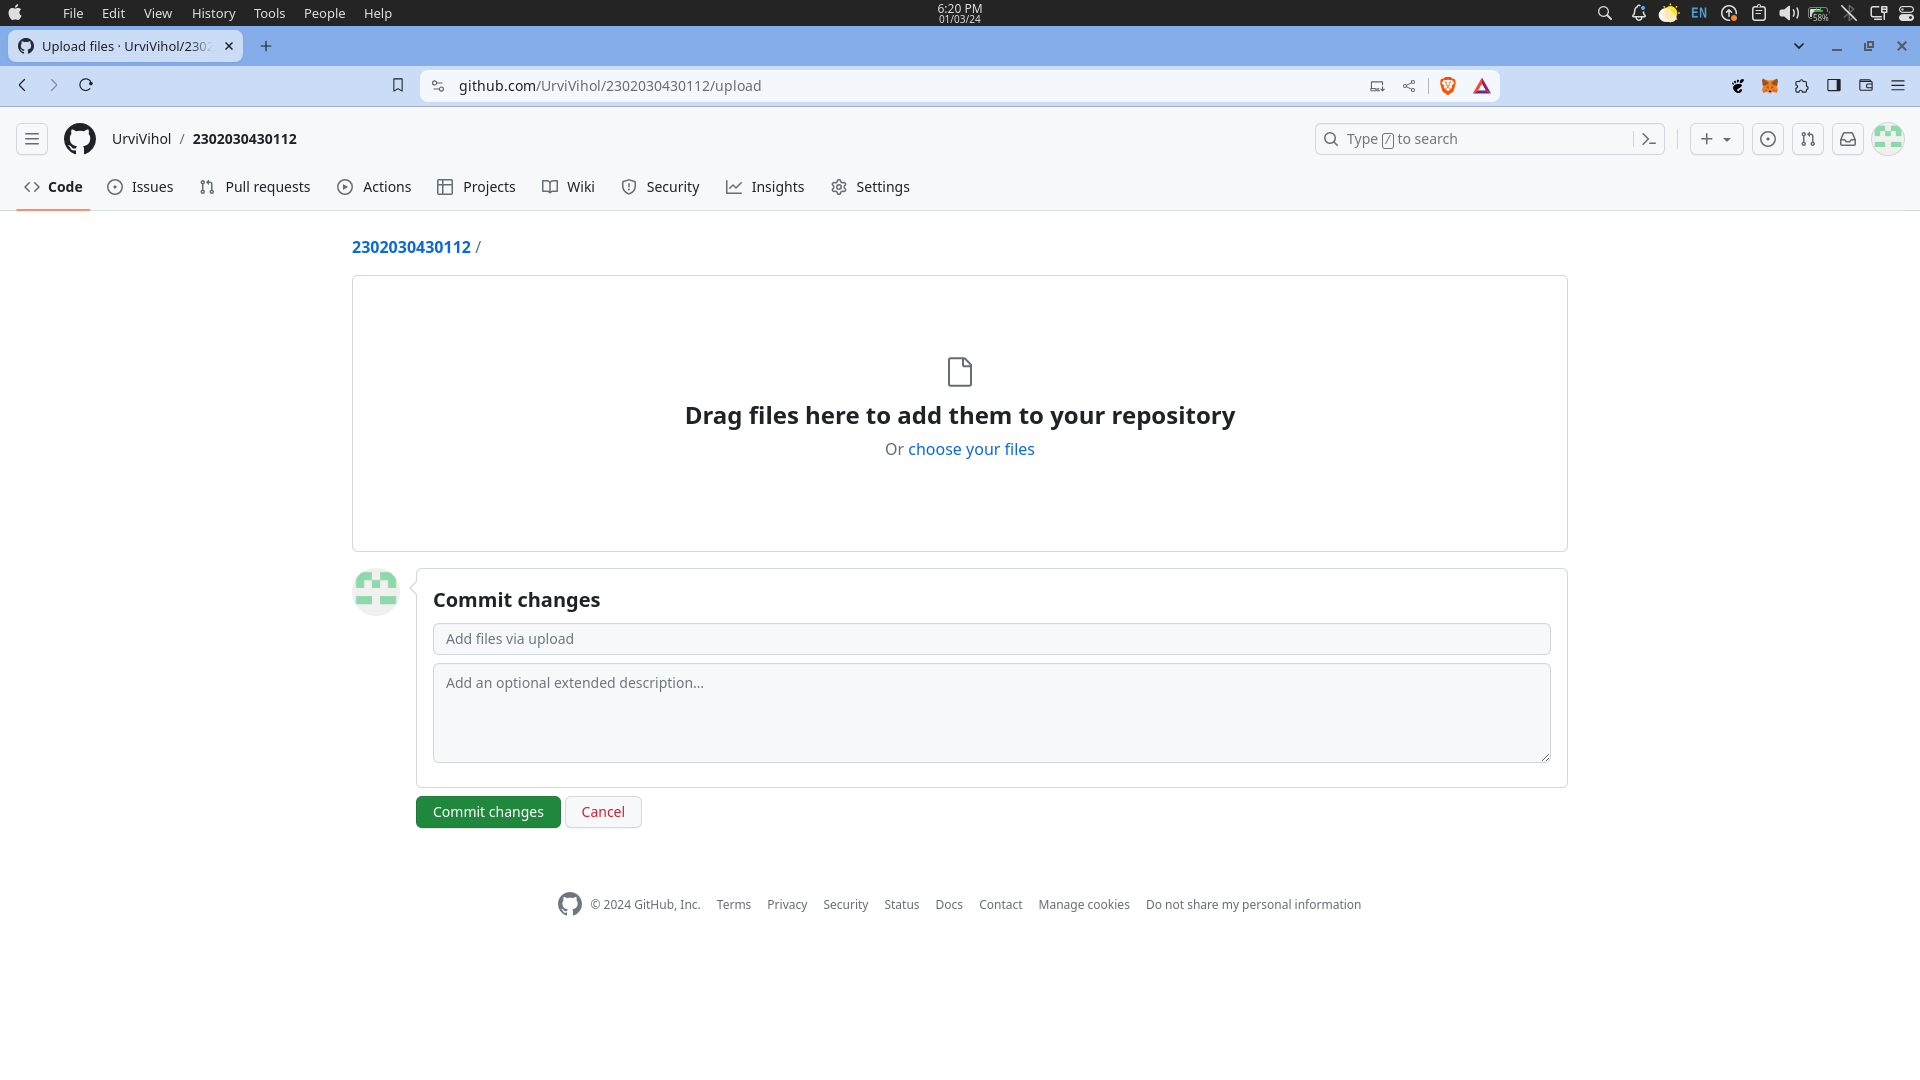 File Edit View History Tools People Help
6:20 PM
01/03/24
EN
58%
Upload files · UrviVihol/2302
github.com/UrviVihol/2302030430112/upload
UrviVihol / 2302030430112
Type / to search
Code Issues Pull requests Actions Projects Wiki Security Insights Settings
2302030430112 /
Drag files here to add them to your repository
Or choose your files
Commit changes
Add files via upload
Add an optional extended description...
Commit changes Cancel
© 2024 GitHub, Inc. Terms Privacy Security Status Docs Contact Manage cookies Do not share my personal information